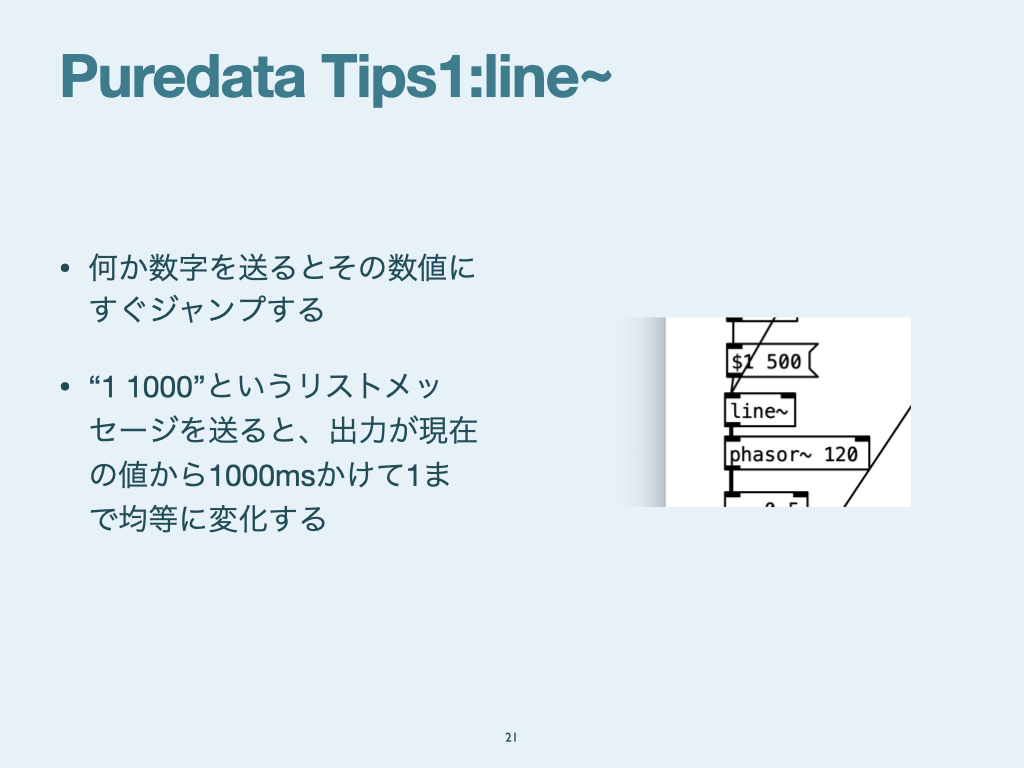 Puredata Tips1:line~
• 何か数字を送るとその数値に
すぐジャンプする
• “1 1000”というリストメッ
セージを送ると、出力が現在
の値から1000msかけて1ま
で均等に変化する
$1 500
line~
phasor~ 120
21